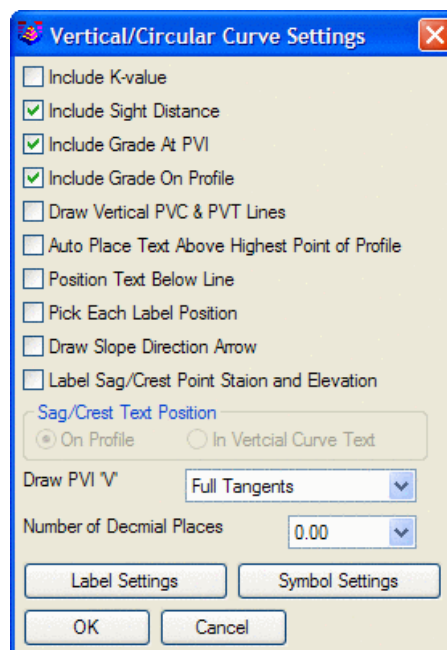 Vertical/Circular Curve Settings
Include K-value
Include Sight Distance
Include Grade At PVI
Include Grade On Profile
Draw Vertical PVC & PVT Lines
Auto Place Text Above Highest Point of Profile
Position Text Below Line
Pick Each Label Position
Draw Slope Direction Arrow
Label Sag/Crest Point Staion and Elevation
Sag/Crest Text Position
On Profile In Vertcial Curve Text
Draw PVI 'V' Full Tangents
Number of Decmial Places 0.00
Label Settings Symbol Settings
OK Cancel